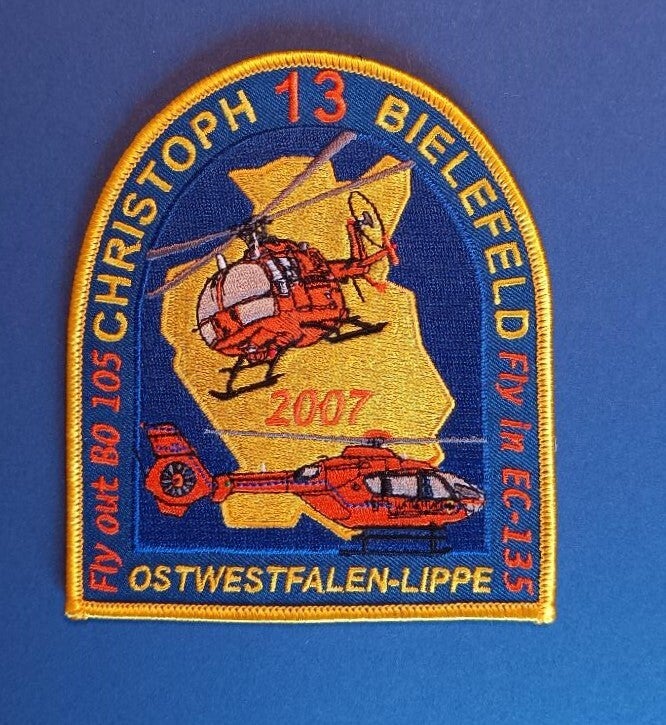 CHRISTOPH 13 BIELEFELD
Fly out BO 105
Fly in EC-135
2007
OSTWESTFALEN-LIPPE